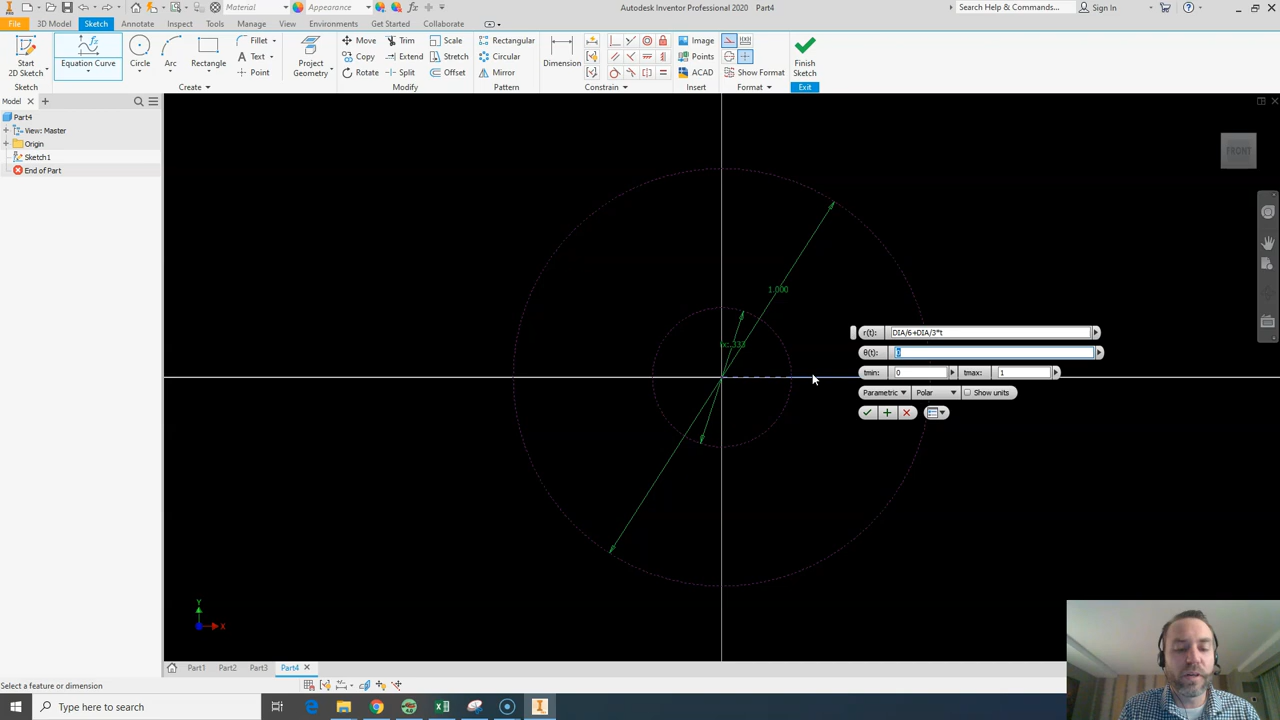 Material
Appearance
Autodesk Inventor Professional 2020 Part4
Search Help & Commands...
Sign In
File
3D Model
Sketch
Annotate
Inspect
Tools
Manage
View
Environments
Get Started
Collaborate
Start
2D Sketch
Sketch
Equation Curve
Circle
Arc
Rectangle
Fillet
Text
Point
Create
Project
Geometry
Move
Copy
Rotate
Trim
Extend
Split
Scale
Stretch
Offset
Modify
Rectangular
Circular
Mirror
Pattern
Dimension
Constrain
Image
Points
ACAD
Insert
Show Format
Format
Finish
Sketch
Exit
Model
Part4
View: Master
Origin
Sketch1
End of Part
FRONT
1.000
fx:.333
r(t):
DIA/6+DIA/3*t
θ(t):
tmin:
0
tmax:
1
Parametric
Polar
Show units
Y
X
Part1
Part2
Part3
Part4
Select a feature or dimension
Type here to search